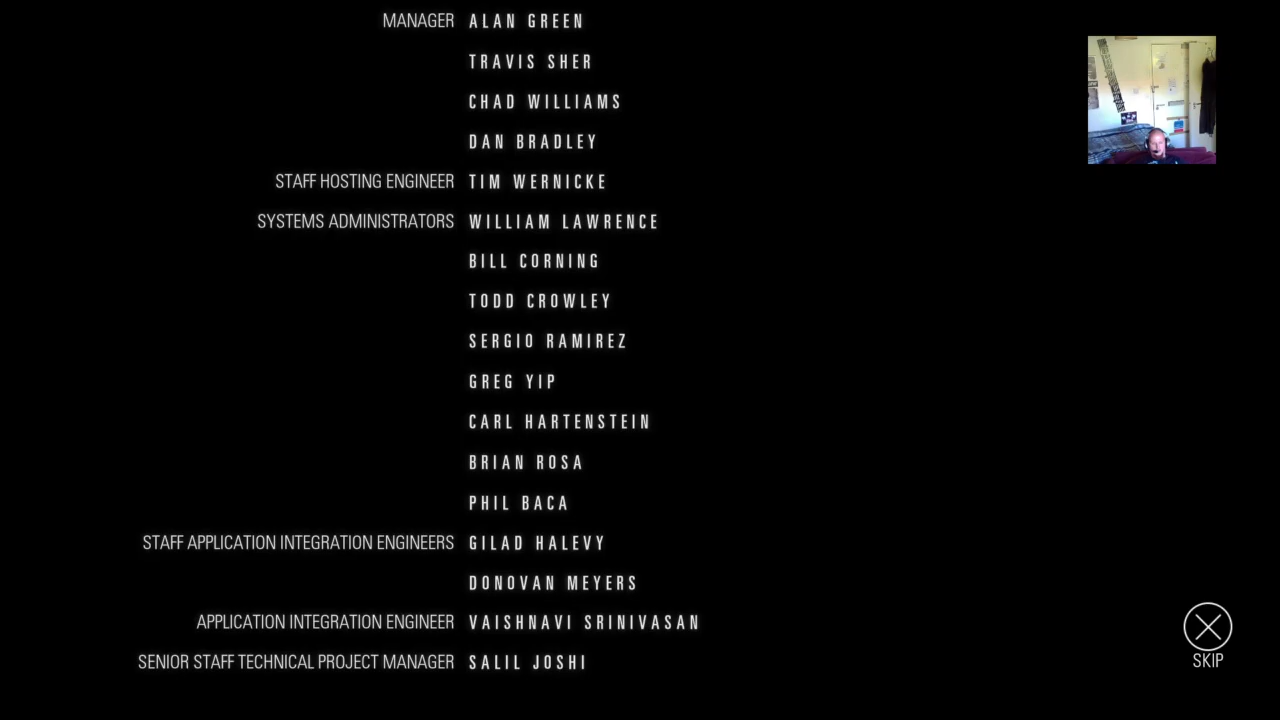 MANAGER ALAN GREEN
TRAVIS SHER
CHAD WILLIAMS
DAN BRADLEY
STAFF HOSTING ENGINEER TIM WERNICKE
SYSTEMS ADMINISTRATORS WILLIAM LAWRENCE
BILL CORNING
TODD CROWLEY
SERGIO RAMIREZ
GREG YIP
CARL HARTENSTEIN
BRIAN ROSA
PHIL BACA
STAFF APPLICATION INTEGRATION ENGINEERS GILAD HALEVY
DONOVAN MEYERS
APPLICATION INTEGRATION ENGINEER VAISHNAVI SRINIVASAN
SENIOR STAFF TECHNICAL PROJECT MANAGER SALIL JOSHI
SKIP